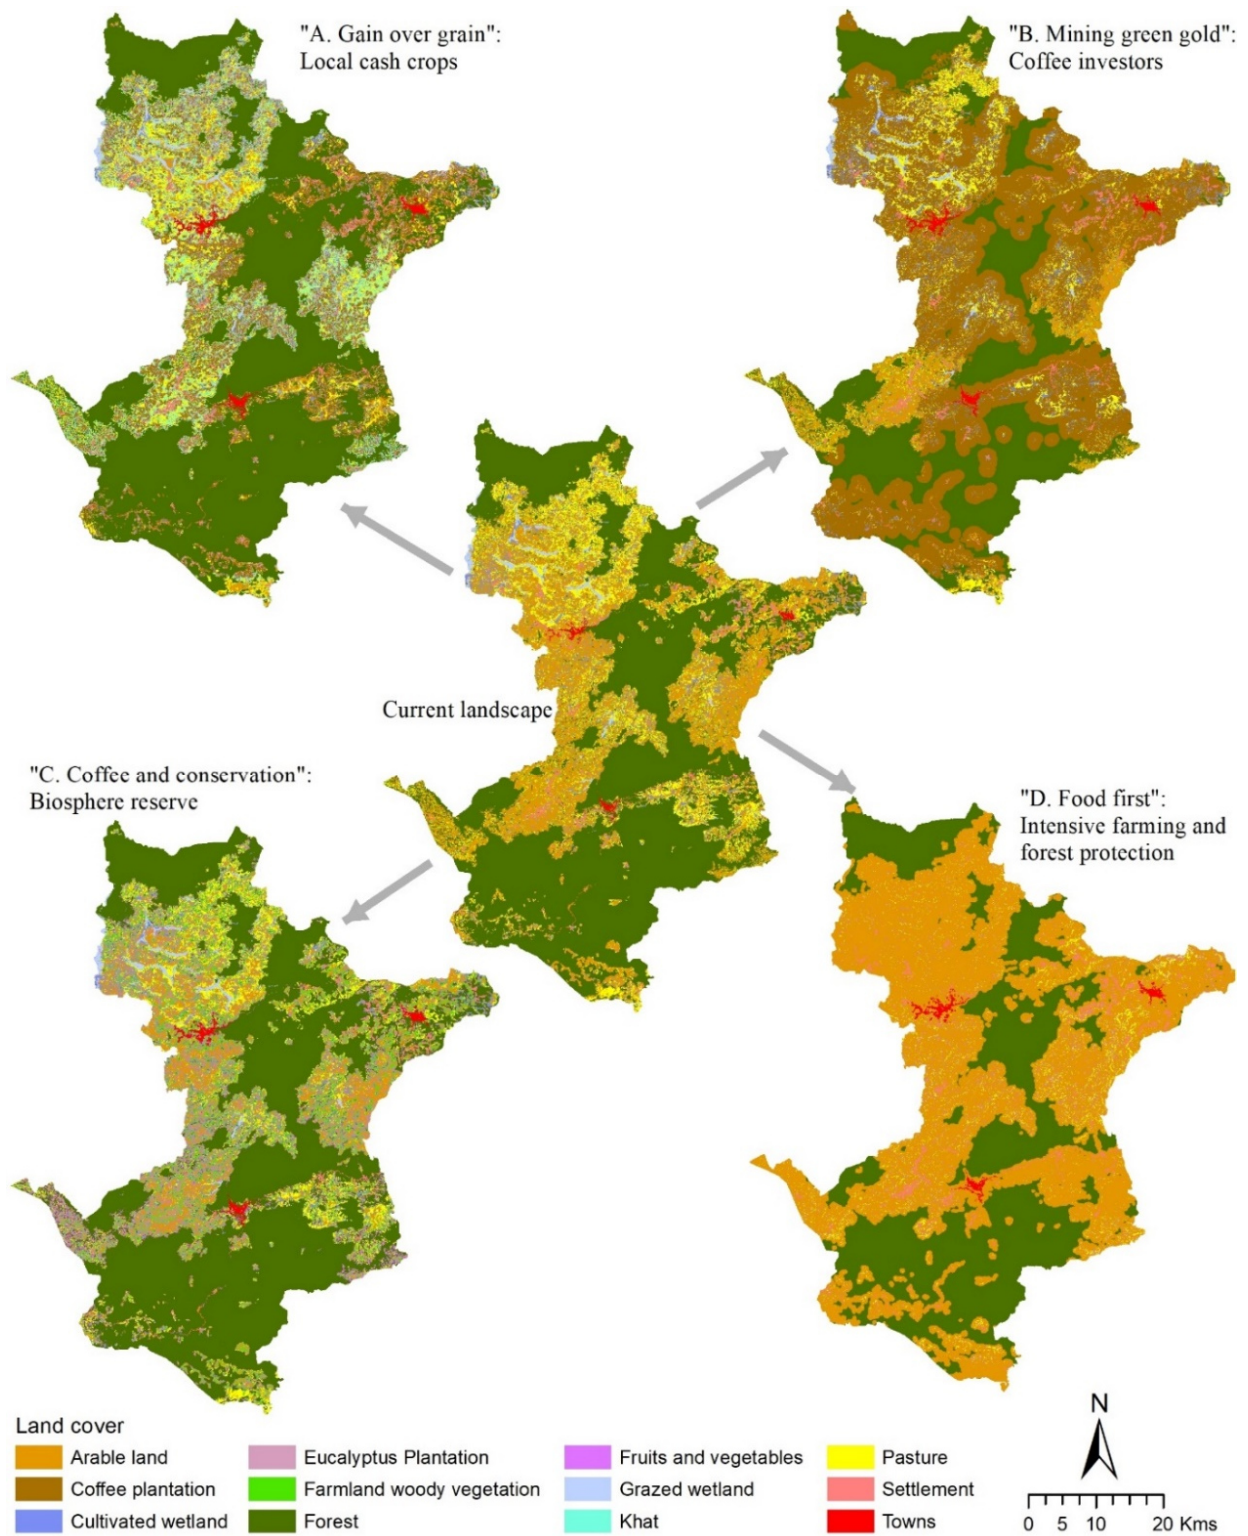 "A. Gain over grain":
Local cash crops
"B. Mining green gold":
Coffee investors
Current landscape
"C. Coffee and conservation":
Biosphere reserve
"D. Food first":
Intensive farming and
forest protection
Land cover
Arable land
Coffee plantation
Cultivated wetland
Eucalyptus Plantation
Farmland woody vegetation
Forest
Fruits and vegetables
Grazed wetland
Khat
Pasture
Settlement
Towns
N
0 5 10 20 Kms